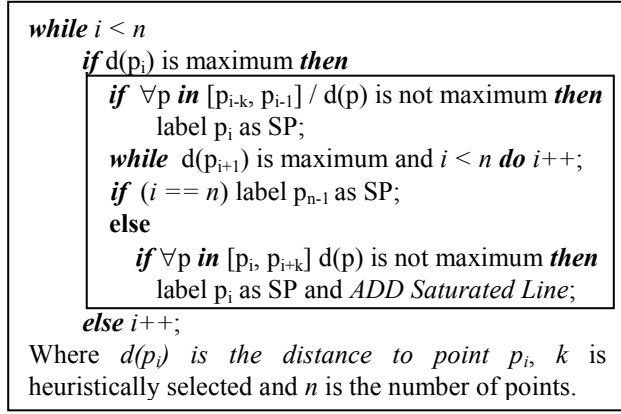 while i < n
if d(pi) is maximum then
if ∀p in [pi-k, pi-1] / d(p) is not maximum then
label pi as SP;
while d(pi+1) is maximum and i < n do i++;
if (i == n) label pn-1 as SP;
else
if ∀p in [pi, pi+k] d(p) is not maximum then
label pi as SP and ADD Saturated Line;
else i++;
Where d(pi) is the distance to point pi, k is
heuristically selected and n is the number of points.